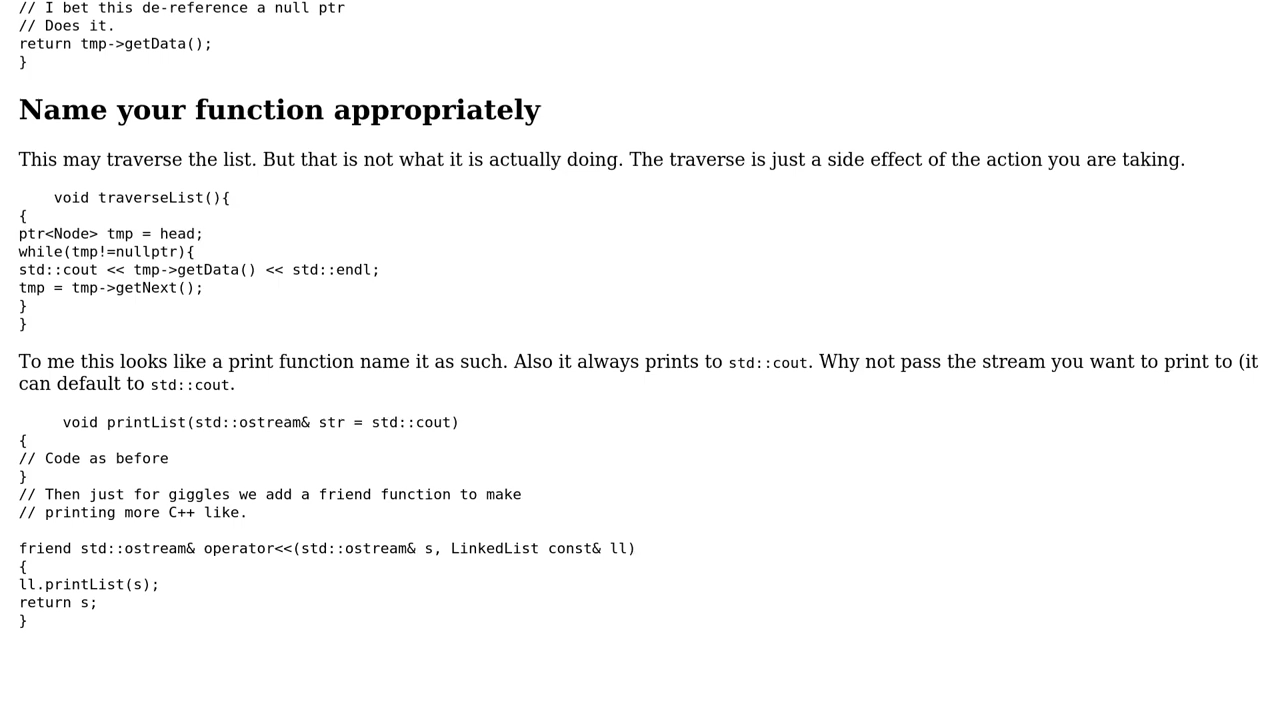 // I bet this de-reference a null ptr
// Does it.
return tmp->getData();
}
Name your function appropriately
This may traverse the list. But that is not what it is actually doing. The traverse is just a side effect of the action you are taking.
void traverseList(){
{
ptr<Node> tmp = head;
while(tmp!=nullptr){
std::cout << tmp->getData() << std::endl;
tmp = tmp->getNext();
}
}
To me this looks like a print function name it as such. Also it always prints to std::cout. Why not pass the stream you want to print to (it
can default to std::cout.
void printList(std::ostream& str = std::cout)
{
// Code as before
}
// Then just for giggles we add a friend function to make
// printing more C++ like.
friend std::ostream& operator<<(std::ostream& s, LinkedList const& ll)
{
ll.printList(s);
return s;
}